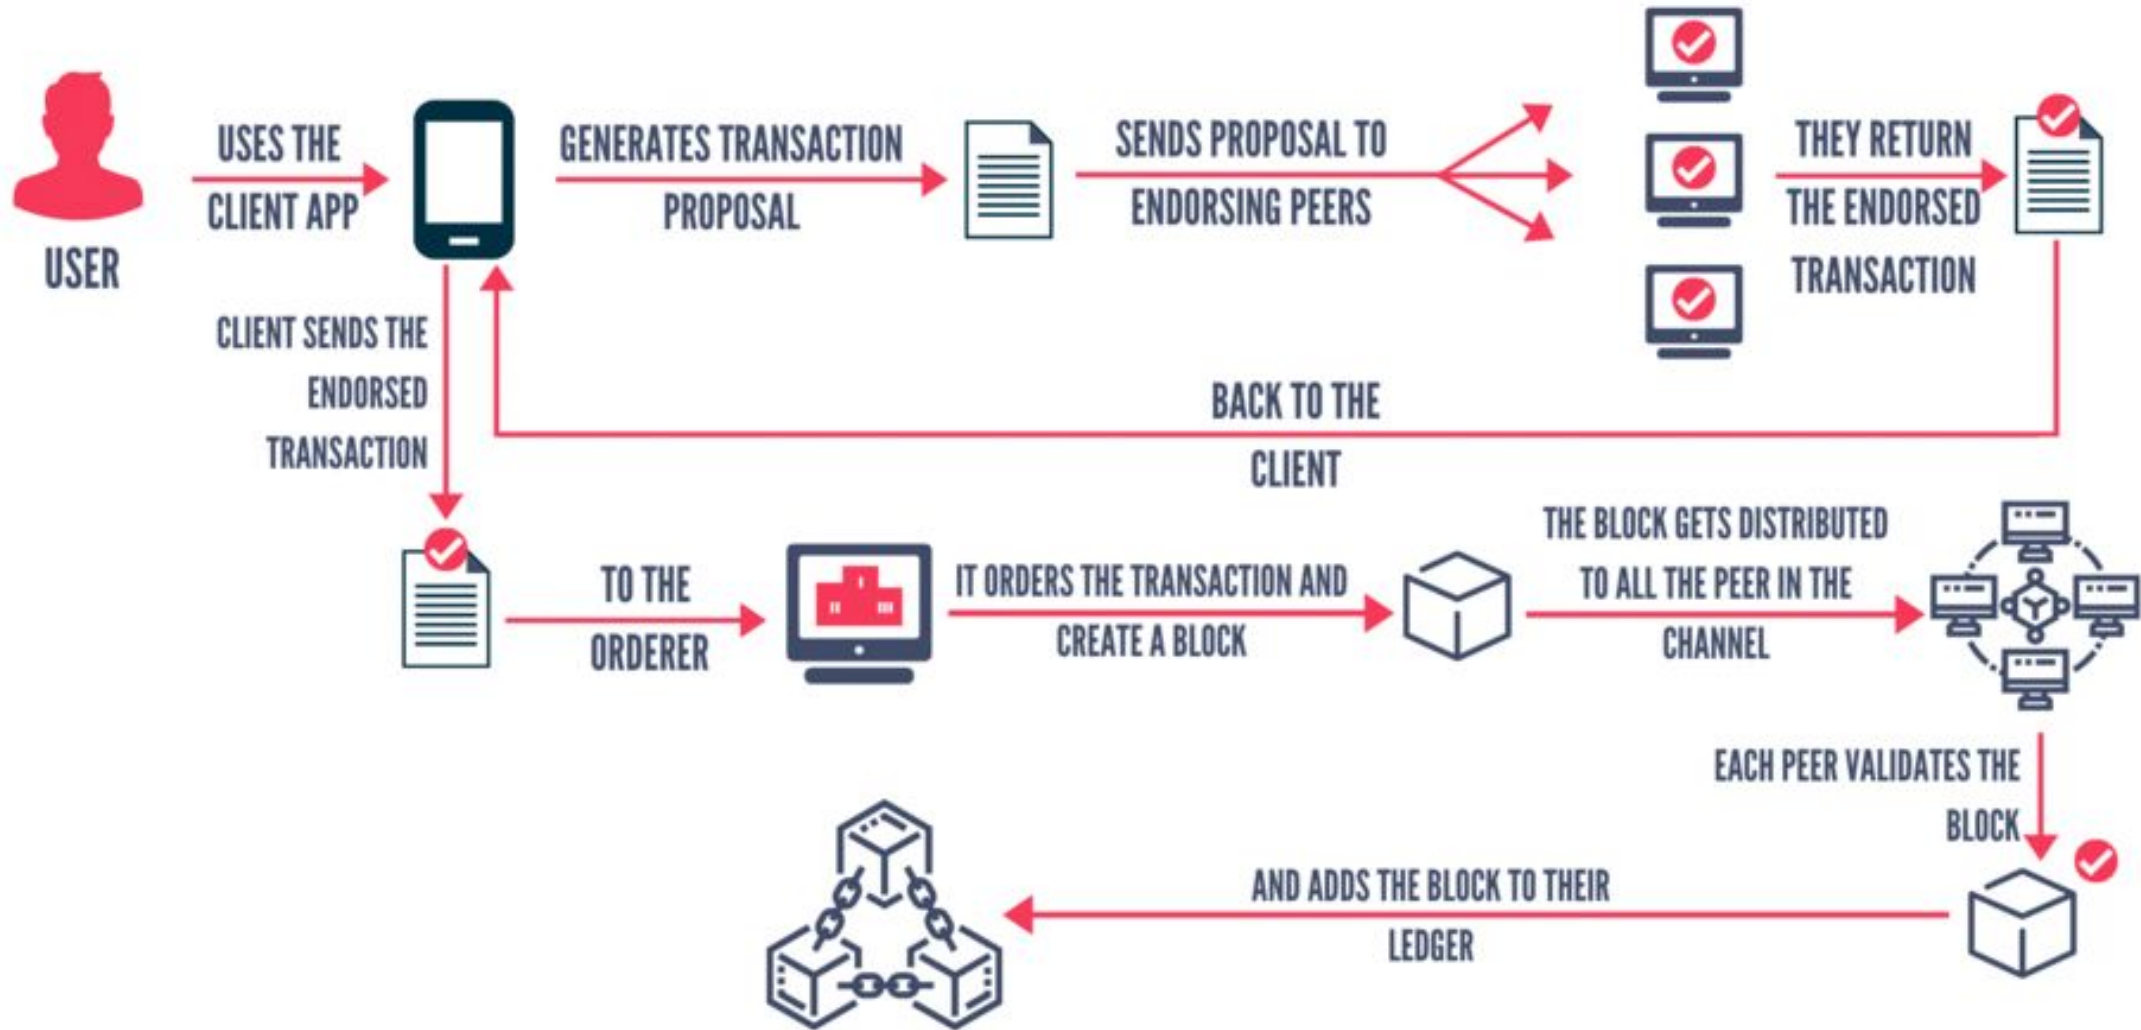 USES THE
CLIENT APP
USER
GENERATES TRANSACTION
PROPOSAL
SENDS PROPOSAL TO
ENDORSING PEERS
THEY RETURN
THE ENDORSED
TRANSACTION
BACK TO THE
CLIENT
CLIENT SENDS THE
ENDORSED
TRANSACTION
TO THE
ORDERER
I
II
III
IT ORDERS THE TRANSACTION AND
CREATE A BLOCK
THE BLOCK GETS DISTRIBUTED
TO ALL THE PEER IN THE
CHANNEL
EACH PEER VALIDATES THE
BLOCK
AND ADDS THE BLOCK TO THEIR
LEDGER